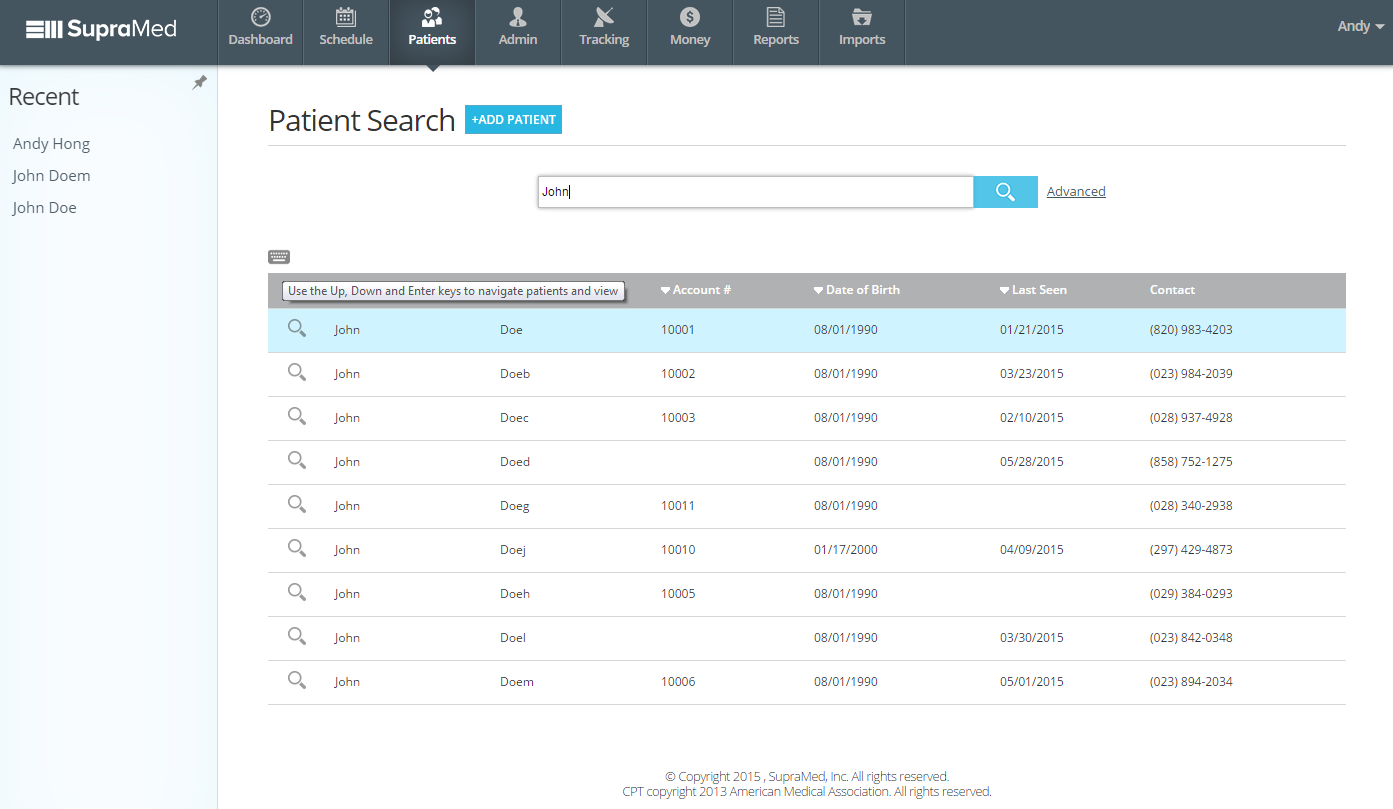 SupraMed
Dashboard Schedule Patients Admin Tracking Money Reports Imports
Andy
Recent
Andy Hong
John Doem
John Doe
Patient Search +ADD PATIENT
John
Advanced
Use the Up, Down and Enter keys to navigate patients and view
Account # Date of Birth Last Seen Contact
John Doe 10001 08/01/1990 01/21/2015 (820) 983-4203
John Doeb 10002 08/01/1990 03/23/2015 (023) 984-2039
John Doec 10003 08/01/1990 02/10/2015 (028) 937-4928
John Doed 08/01/1990 05/28/2015 (858) 752-1275
John Doeg 10011 08/01/1990 (028) 340-2938
John Doej 10010 01/17/2000 04/09/2015 (297) 429-4873
John Doeh 10005 08/01/1990 (029) 384-0293
John Doel 08/01/1990 03/30/2015 (023) 842-0348
John Doem 10006 08/01/1990 05/01/2015 (023) 894-2034
© Copyright 2015 , SupraMed, Inc. All rights reserved.
CPT copyright 2013 American Medical Association. All rights reserved.